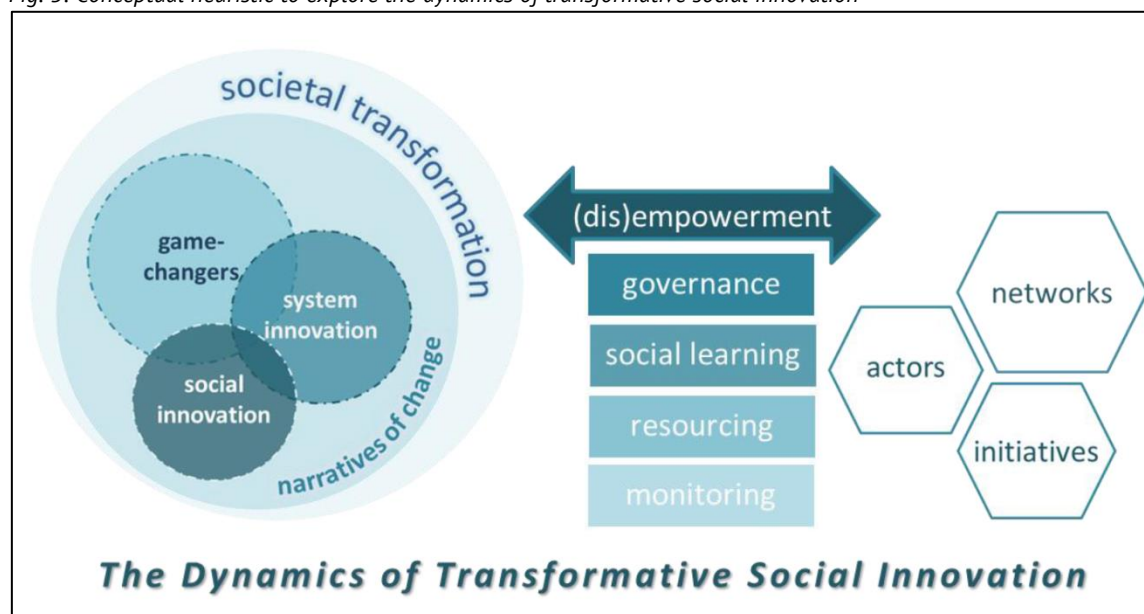 Fig. 3: Conceptual heuristic to explore the dynamics of transformative social innovation
societal transformation
game-
changers
system
innovation
social
innovation
narratives of change
(dis)empowerment
governance
social learning
resourcing
monitoring
networks
actors
initiatives
The Dynamics of Transformative Social Innovation